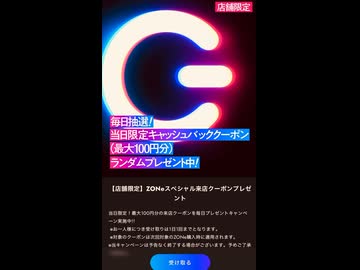 店舗限定
毎日抽選!
当日限定キャッシュバッククーポン
(最大100円分)
ランダムプレゼント中!
【店舗限定】ZONeスペシャル来店クーポンプレゼ
ント
当日限定!最大100円分の来店クーポンを毎日プレゼントキャンペ
ーン実施中!!
※お一人様につき受け取りは1日1回までとなります。
※対象のクーポンは次回対象のZONe購入時に適用されます。
※当キャンペーンは予告なく終了する場合がございます。予めご了承
受け取る